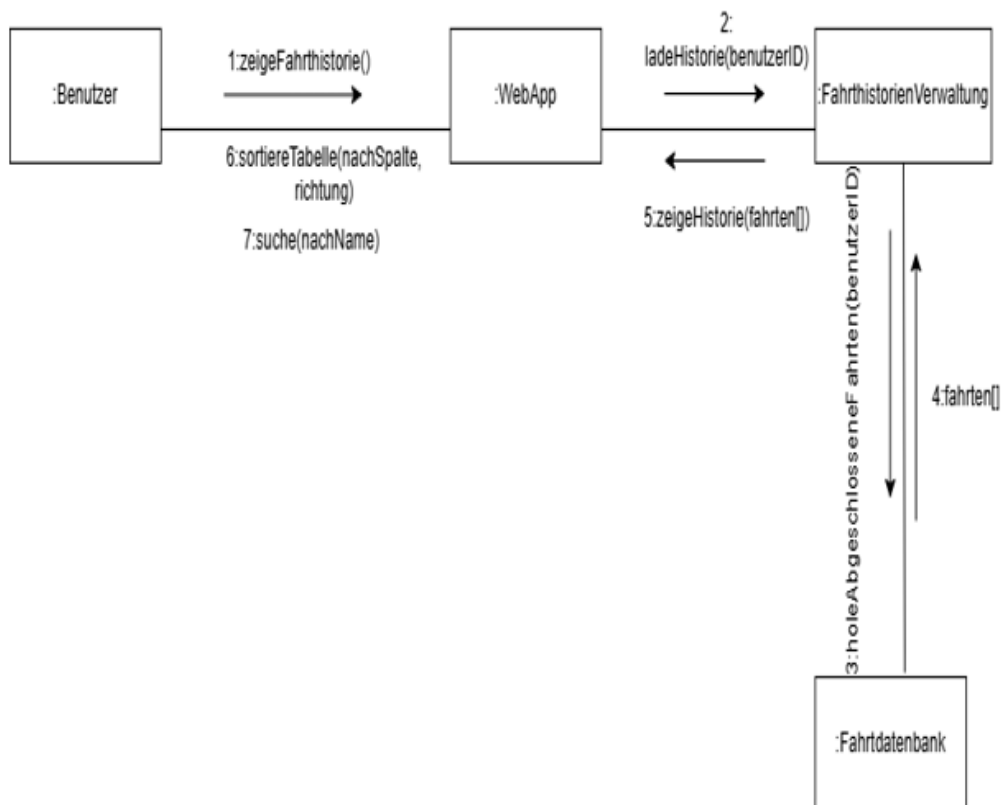 :Benutzer
1:zeigeFahrthistorie()
:WebApp
2:
ladeHistorie(benutzerID)
:FahrthistorienVerwaltung
6:sortiereTabelle(nachSpalte,
richtung)
7:suche(nachName)
5:zeigeHistorie(fahrten[])
3:holeAbgeschlosseneFahrten(benutzerID)
4:fahrten[]
:Fahrtdatenbank